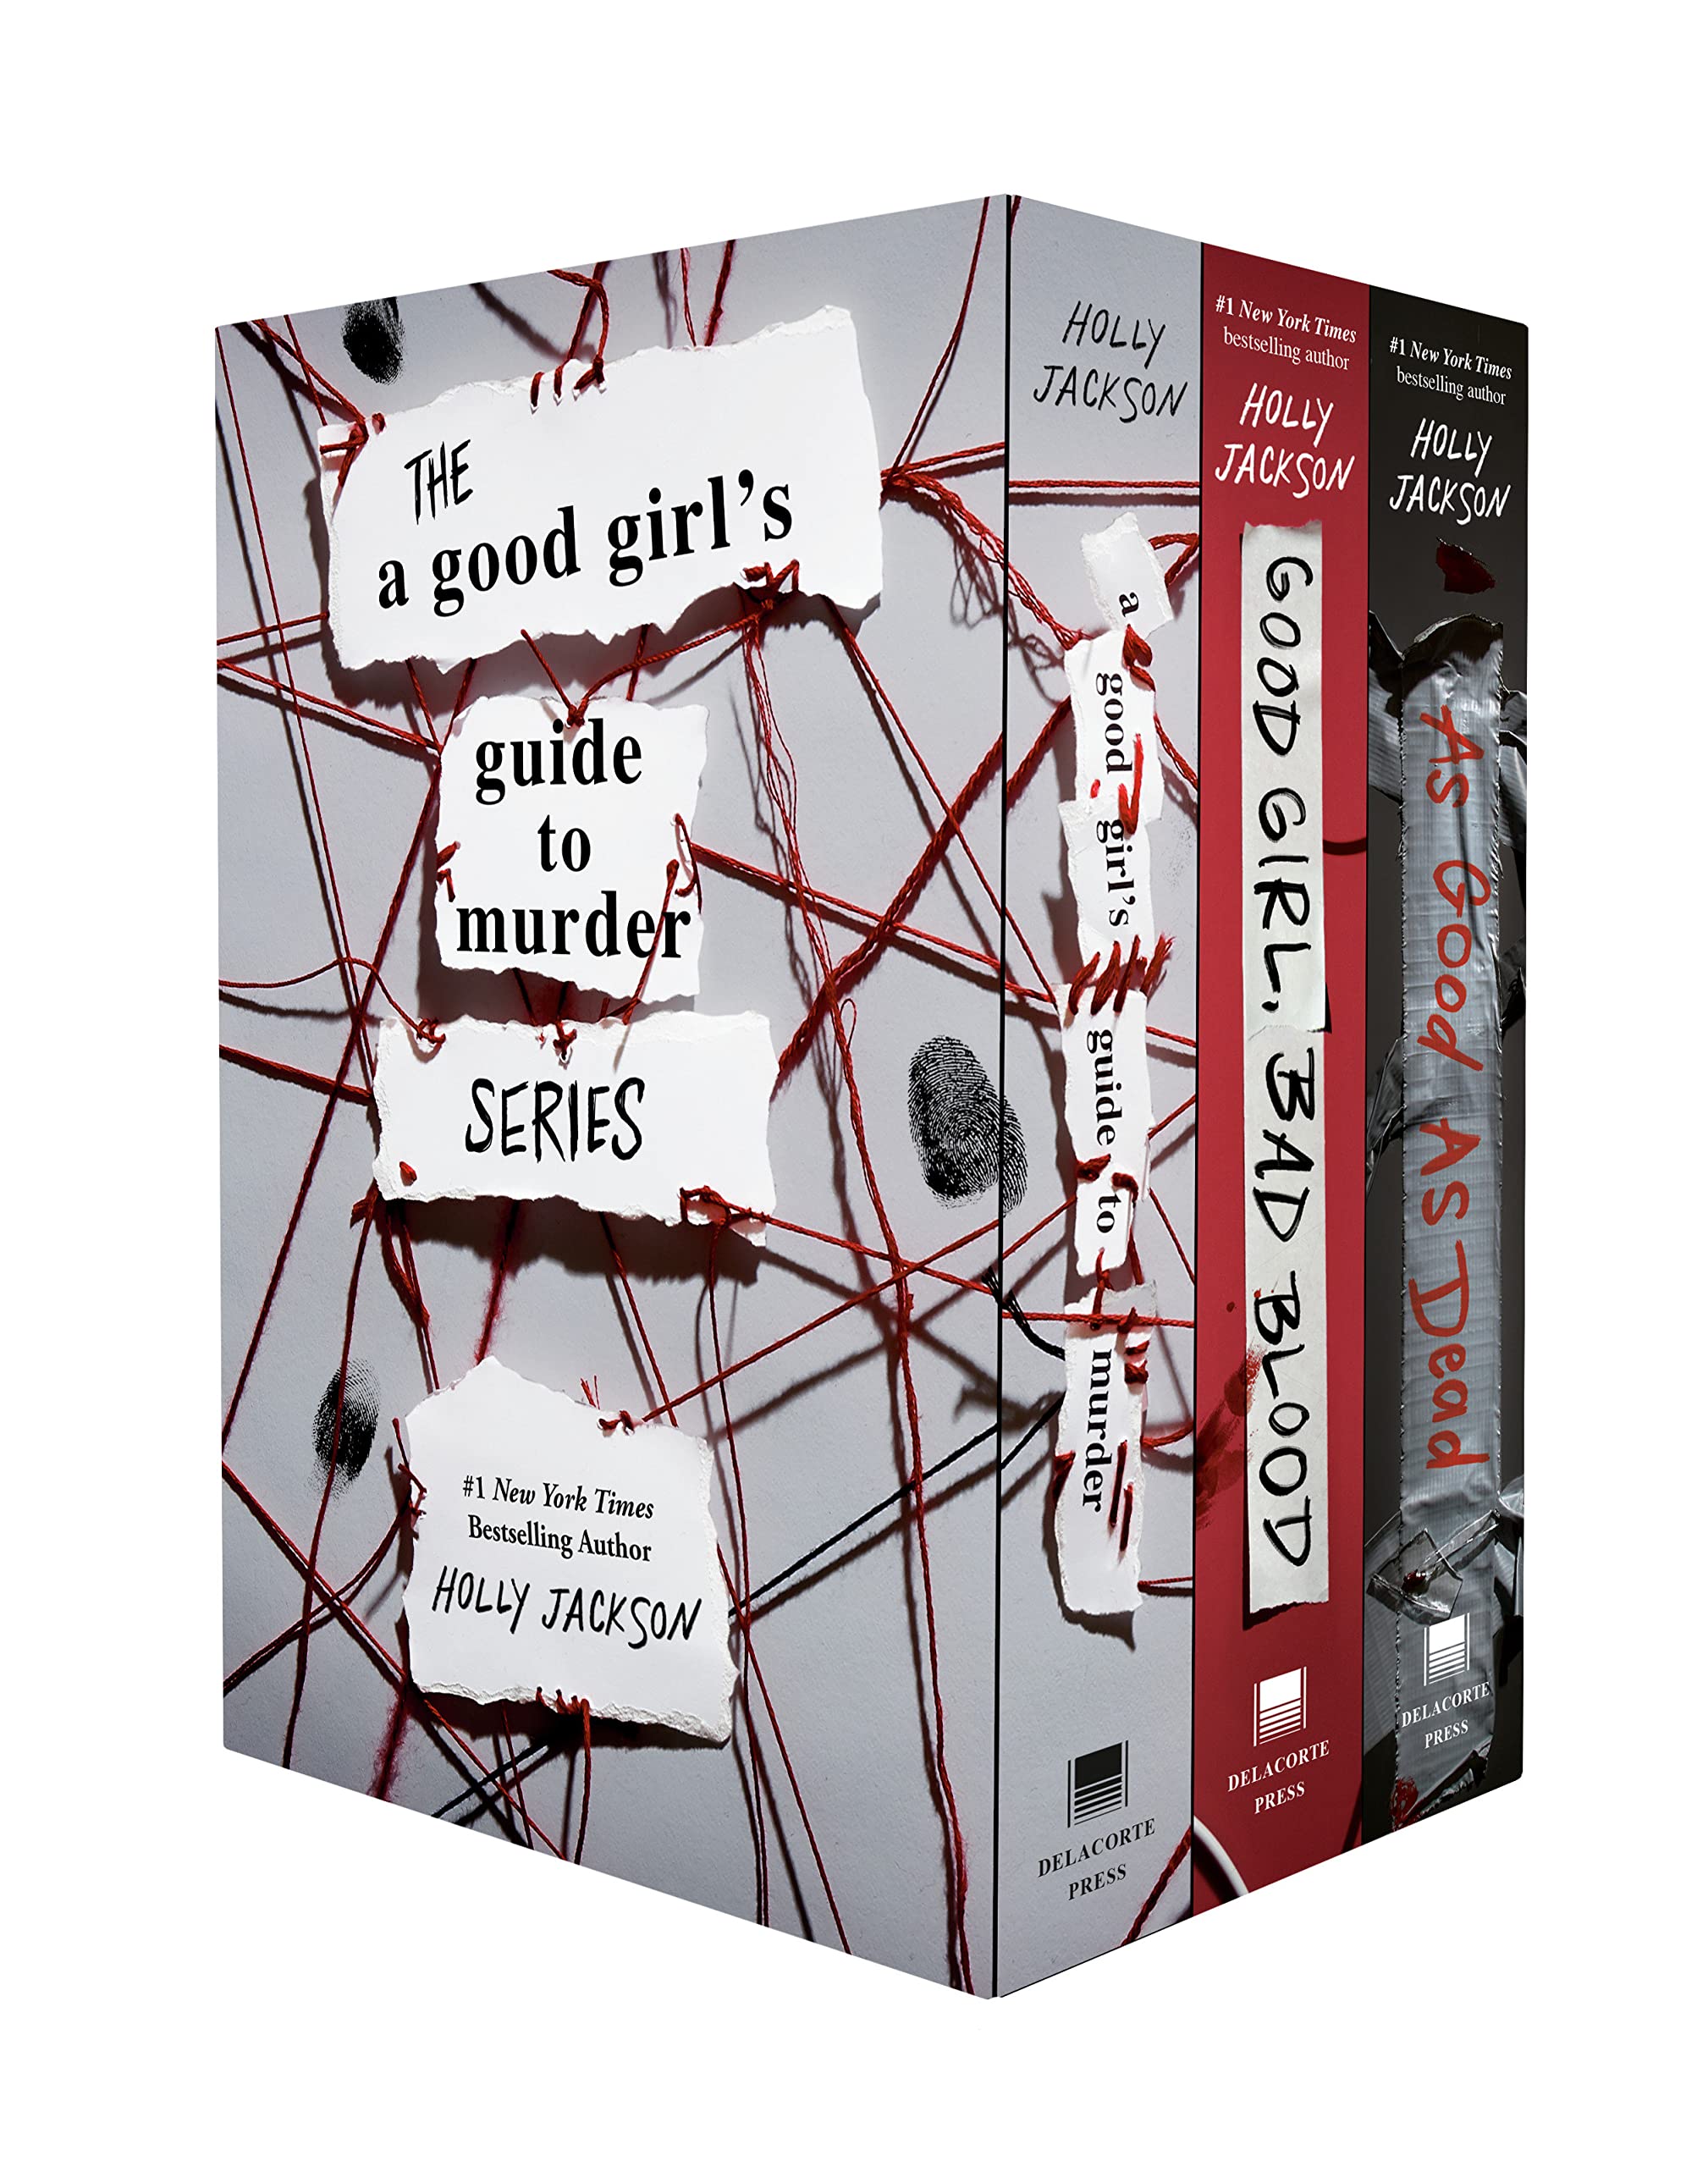 THE
a good girl's
guide
to
murder
SERIES
#1 New York Times
Bestselling Author
HOLLY JACKSON
HOLLY
JACKSON
a good girl's guide to murder
DELACORTE
PRESS
#1 New York Times
bestselling author
HOLLY
JACKSON
GOOD GIRL, BAD BLOOD
DELACORTE
PRESS
#1 New York Times
bestselling author
HOLLY
JACKSON
As Good As Dead
DELACORTE
PRESS